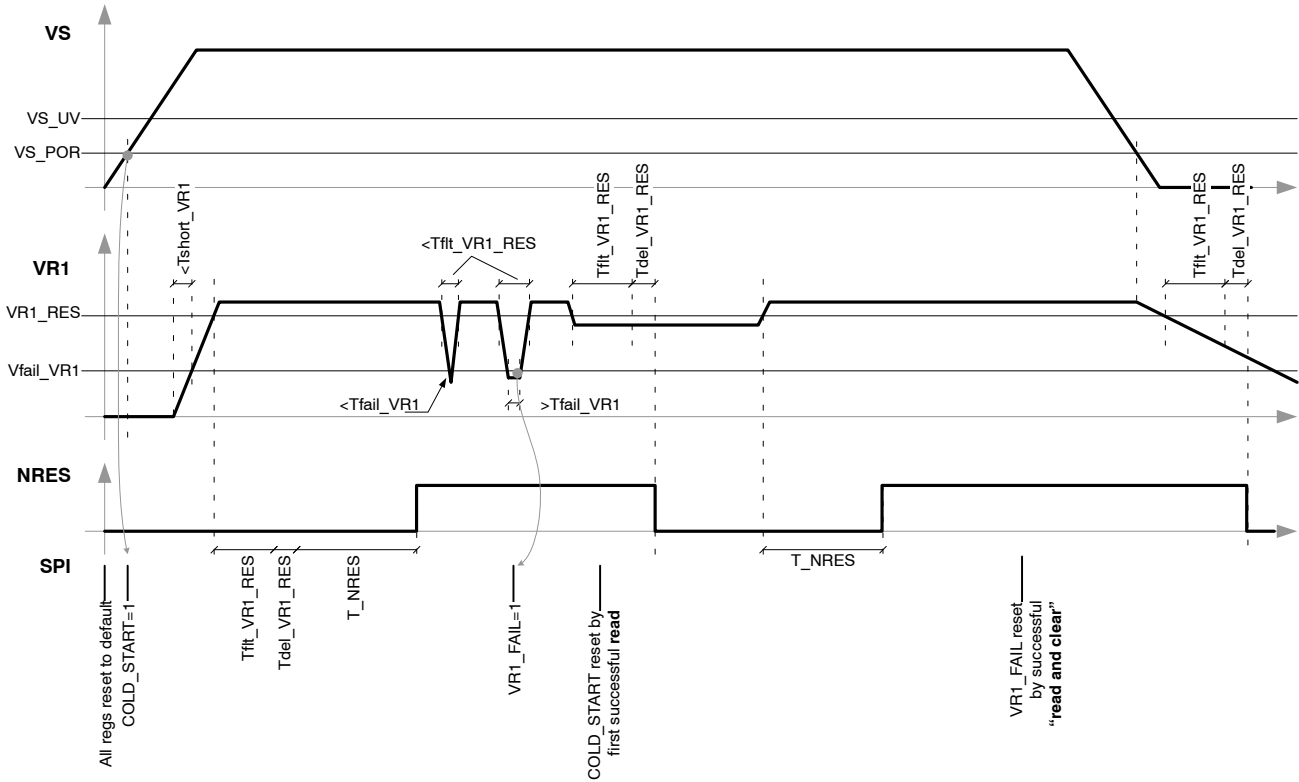 VS
VS_UV
VS_POR
<Tshort_VR1
<Tflt_VR1_RES
Tflt_VR1_RES
Tdel_VR1_RES
Tflt_VR1_RES
Tdel_VR1_RES
VR1
VR1_RES
Vfail_VR1
<Tfail_VR1
>Tfail_VR1
NRES
SPI
T_NRES
All regs reset to default
COLD_START=1
Tflt_VR1_RES
Tdel_VR1_RES
T_NRES
VR1_FAIL=1
COLD_START reset by
first successful read
VR1_FAIL reset
by successful
“read and clear”